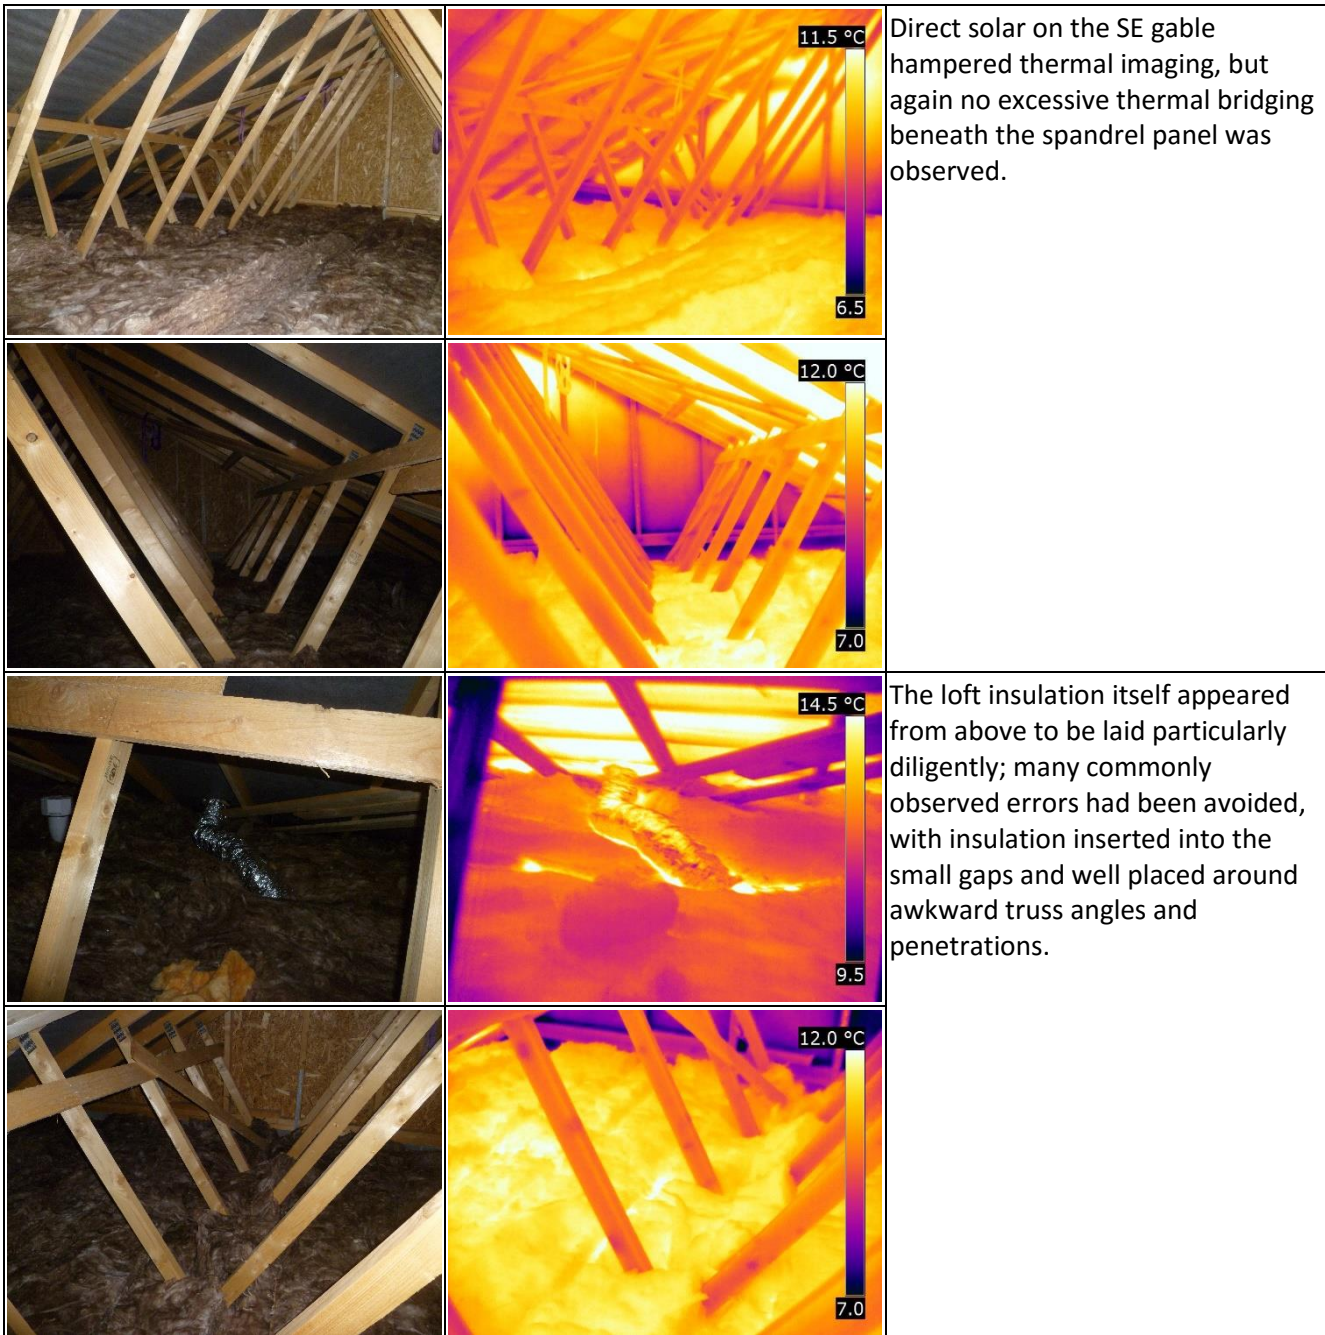 11.5 °C
6.5
Direct solar on the SE gable
hampered thermal imaging, but
again no excessive thermal bridging
beneath the spandrel panel was
observed.
12.0 °C
7.0
14.5 °C
9.5
The loft insulation itself appeared
from above to be laid particularly
diligently; many commonly
observed errors had been avoided,
with insulation inserted into the
small gaps and well placed around
awkward truss angles and
penetrations.
12.0 °C
7.0